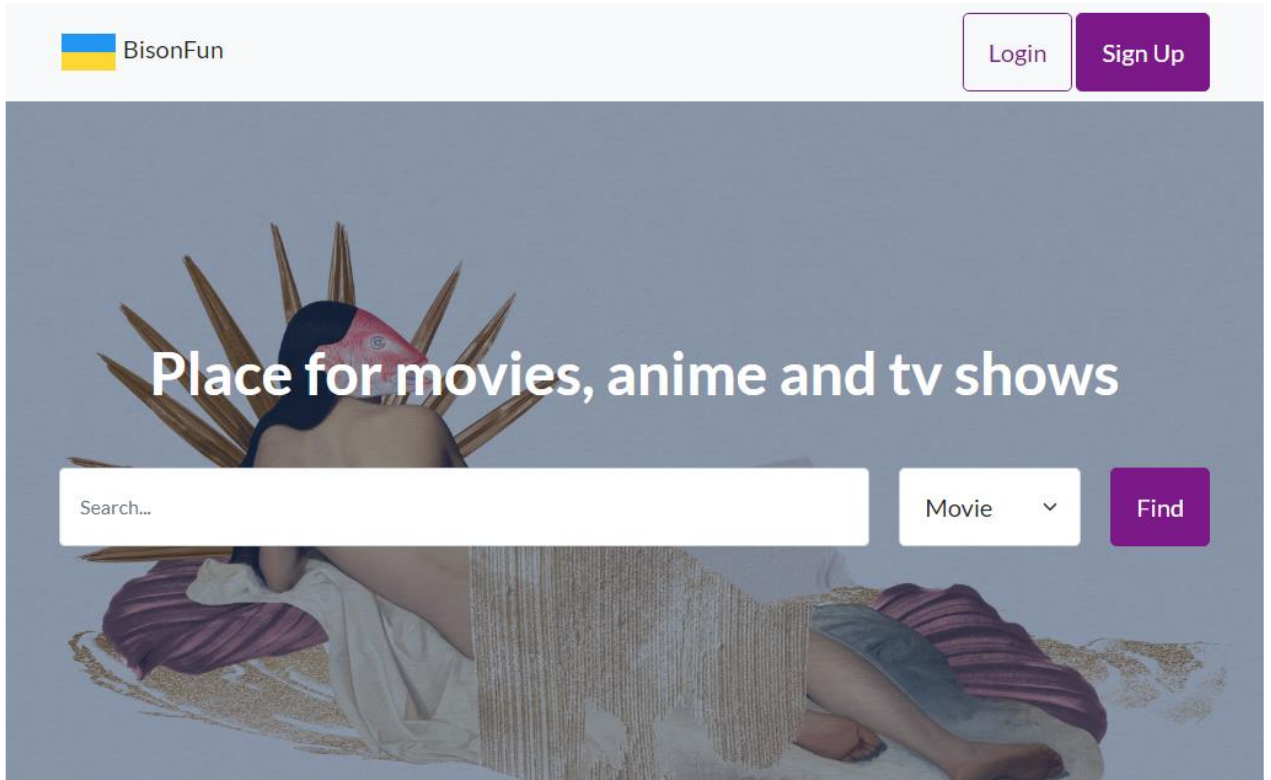 BisonFun
Login
Sign Up
Place for movies, anime and tv shows
Search...
Movie
Find